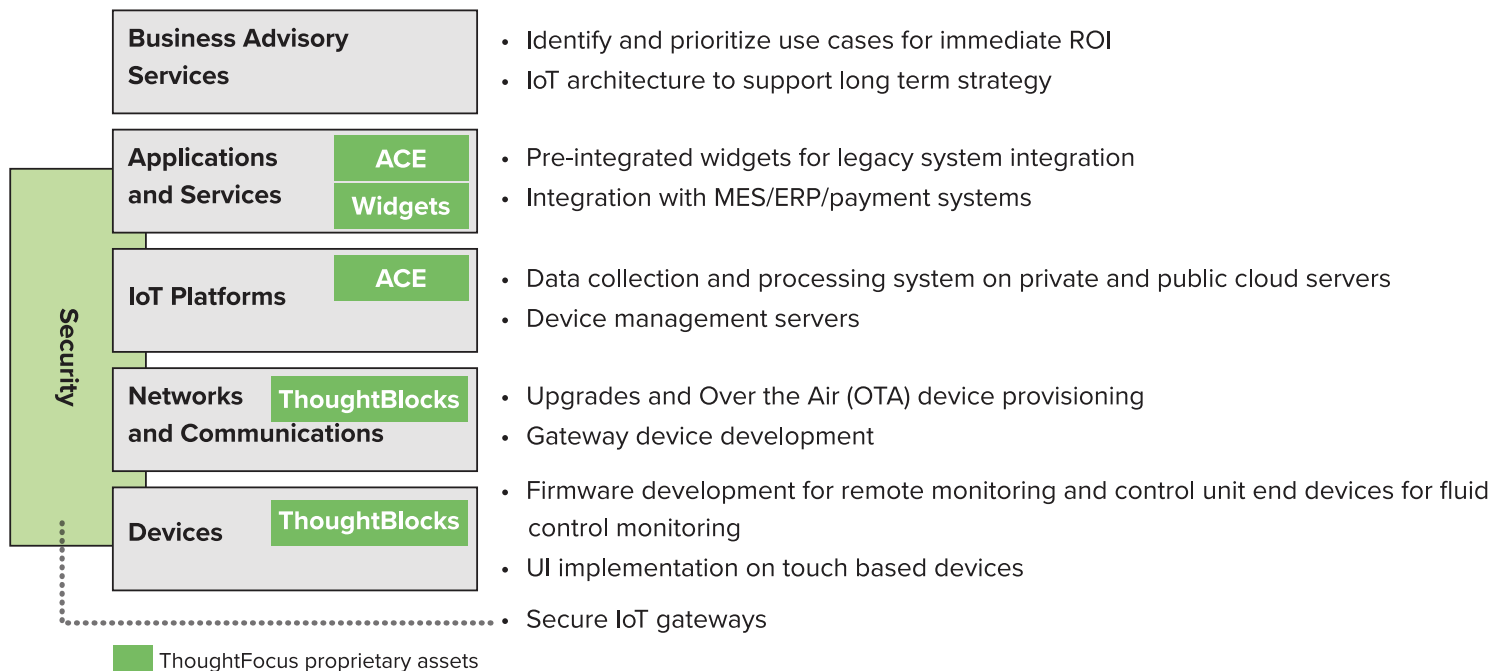 Business Advisory
Services
• Identify and prioritize use cases for immediate ROI
• IoT architecture to support long term strategy
Applications
and Services
ACE
Widgets
• Pre-integrated widgets for legacy system integration
• Integration with MES/ERP/payment systems
IoT Platforms
ACE
• Data collection and processing system on private and public cloud servers
• Device management servers
Security
Networks
and Communications
ThoughtBlocks
• Upgrades and Over the Air (OTA) device provisioning
• Gateway device development
Devices
ThoughtBlocks
• Firmware development for remote monitoring and control unit end devices for fluid
control monitoring
• UI implementation on touch based devices
• Secure IoT gateways
ThoughtFocus proprietary assets